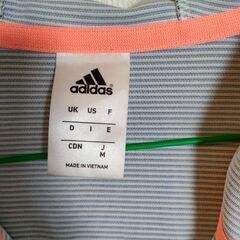 adidas
UK US F
D I E
CDN J
M
MADE IN VIETNAM